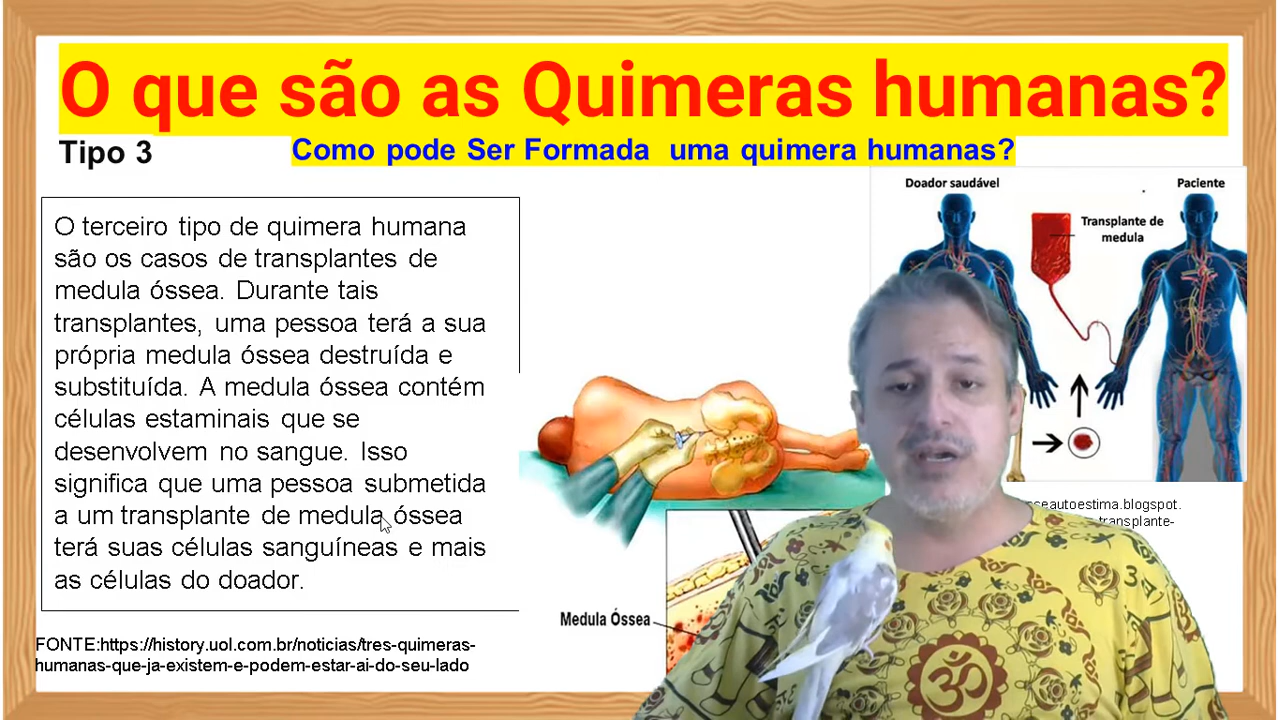 O que são as Quimeras humanas?
Tipo 3
Como pode Ser Formada uma quimera humanas?
O terceiro tipo de quimera humana
são os casos de transplantes de
medula óssea. Durante tais
transplantes, uma pessoa terá a sua
própria medula óssea destruída e
substituída. A medula óssea contém
células estaminais que se
desenvolvem no sangue. Isso
significa que uma pessoa submetida
a um transplante de medula óssea
terá suas células sanguíneas e mais
as células do doador.
FONTE:https://history.uol.com.br/noticias/tres-quimeras-
humanas-que-ja-existem-e-podem-estar-ai-do-seu-lado
Doador saudável
Paciente
Transplante de
medula
Medula Óssea
seautoestima.blogspot.
transplante-
3